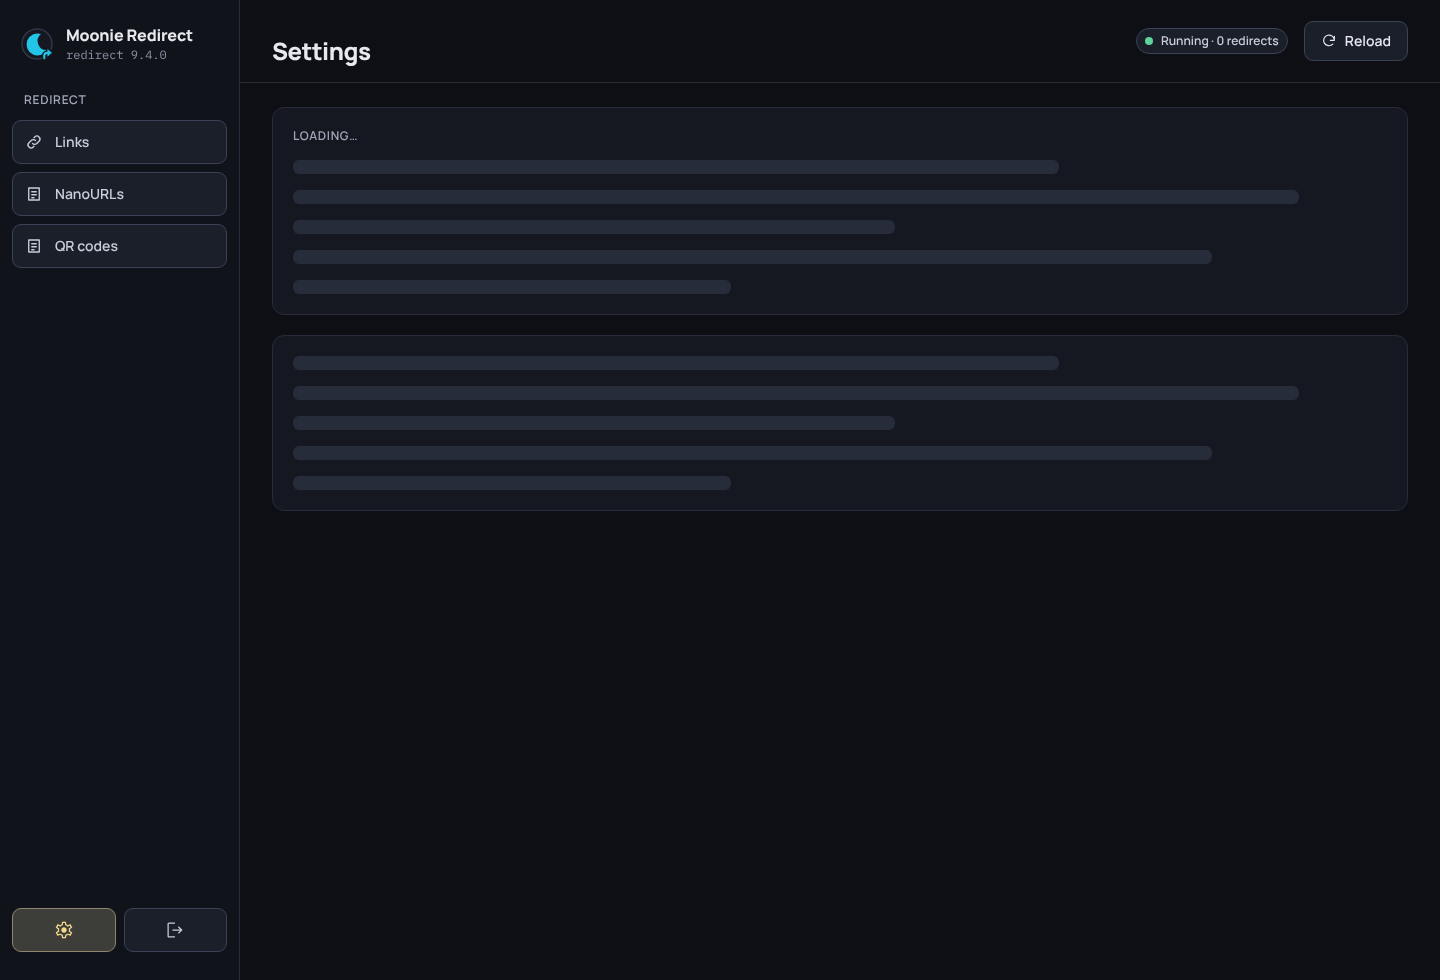 Moonie Redirect
redirect 9.4.0
REDIRECT
Links
NanoURLs
QR codes
Settings
Running · 0 redirects
Reload
LOADING…